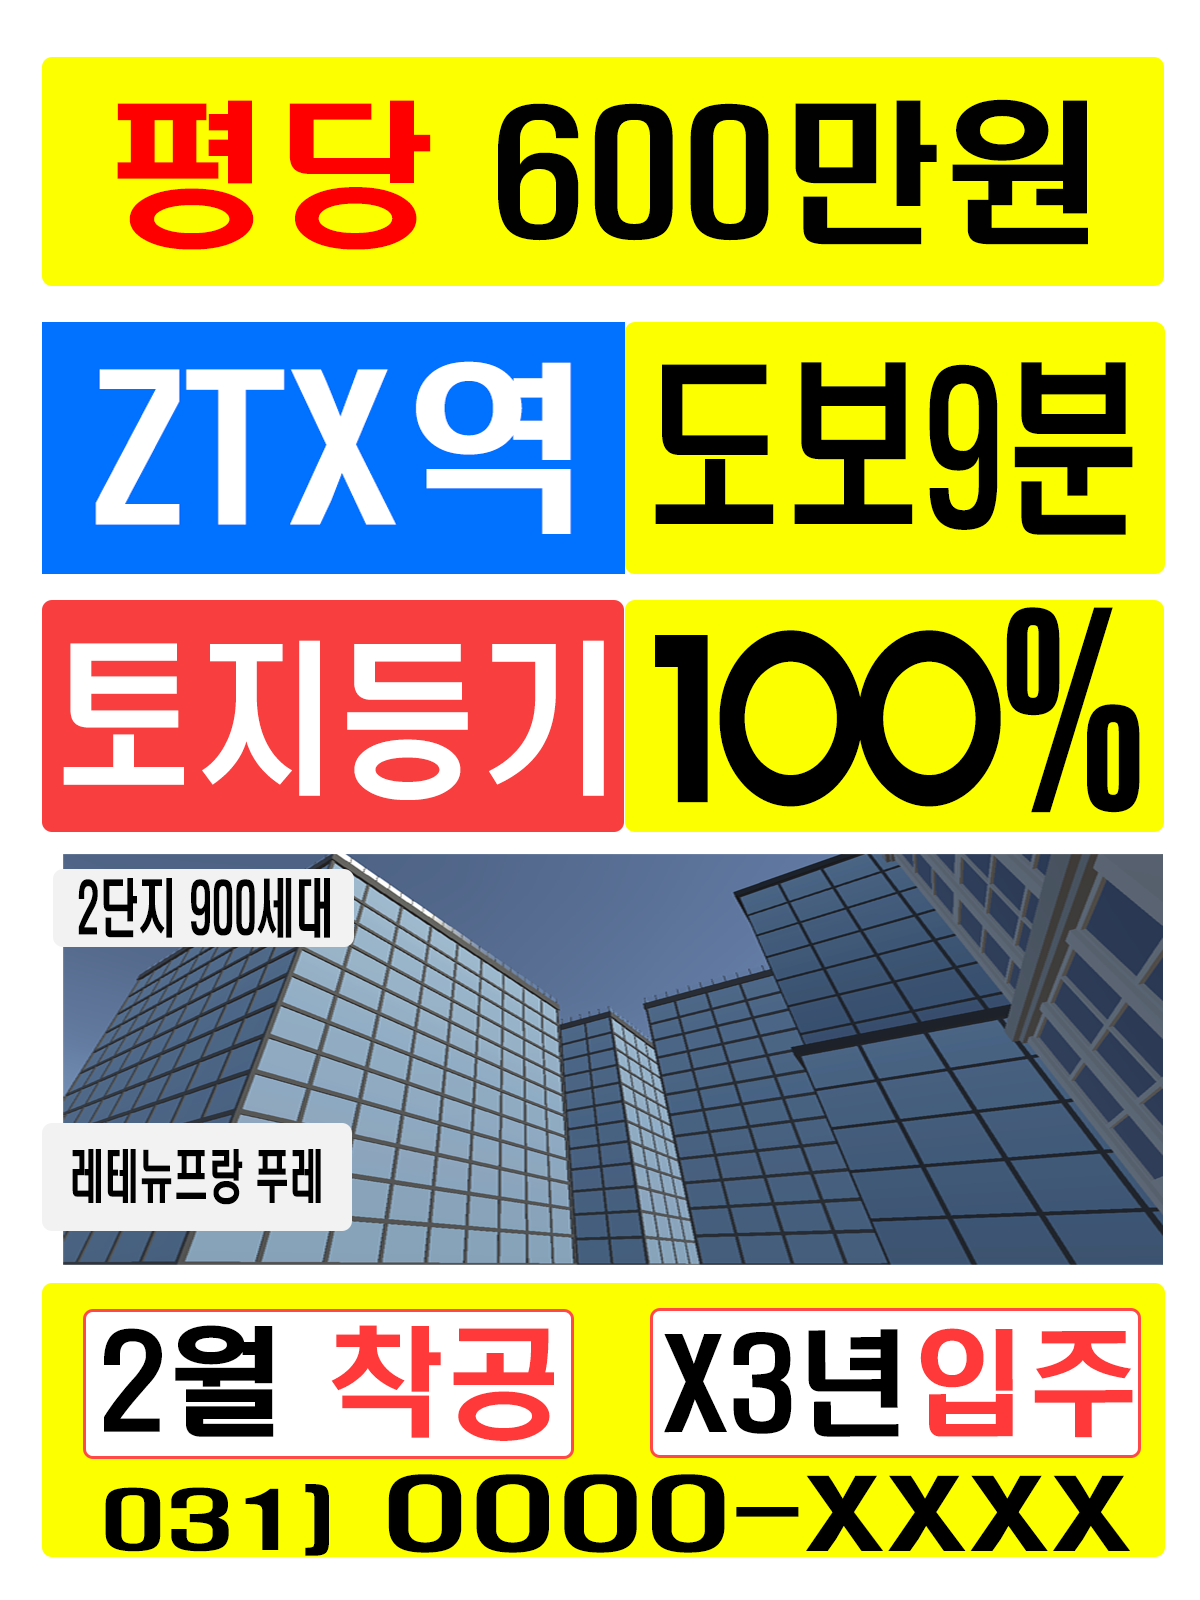 평당 600만원
ZTX역 도보9분
토지등기 100%
2단지 900세대
레테뉴프랑 푸레
2월 착공 X3년입주
031) 0000-XXXX